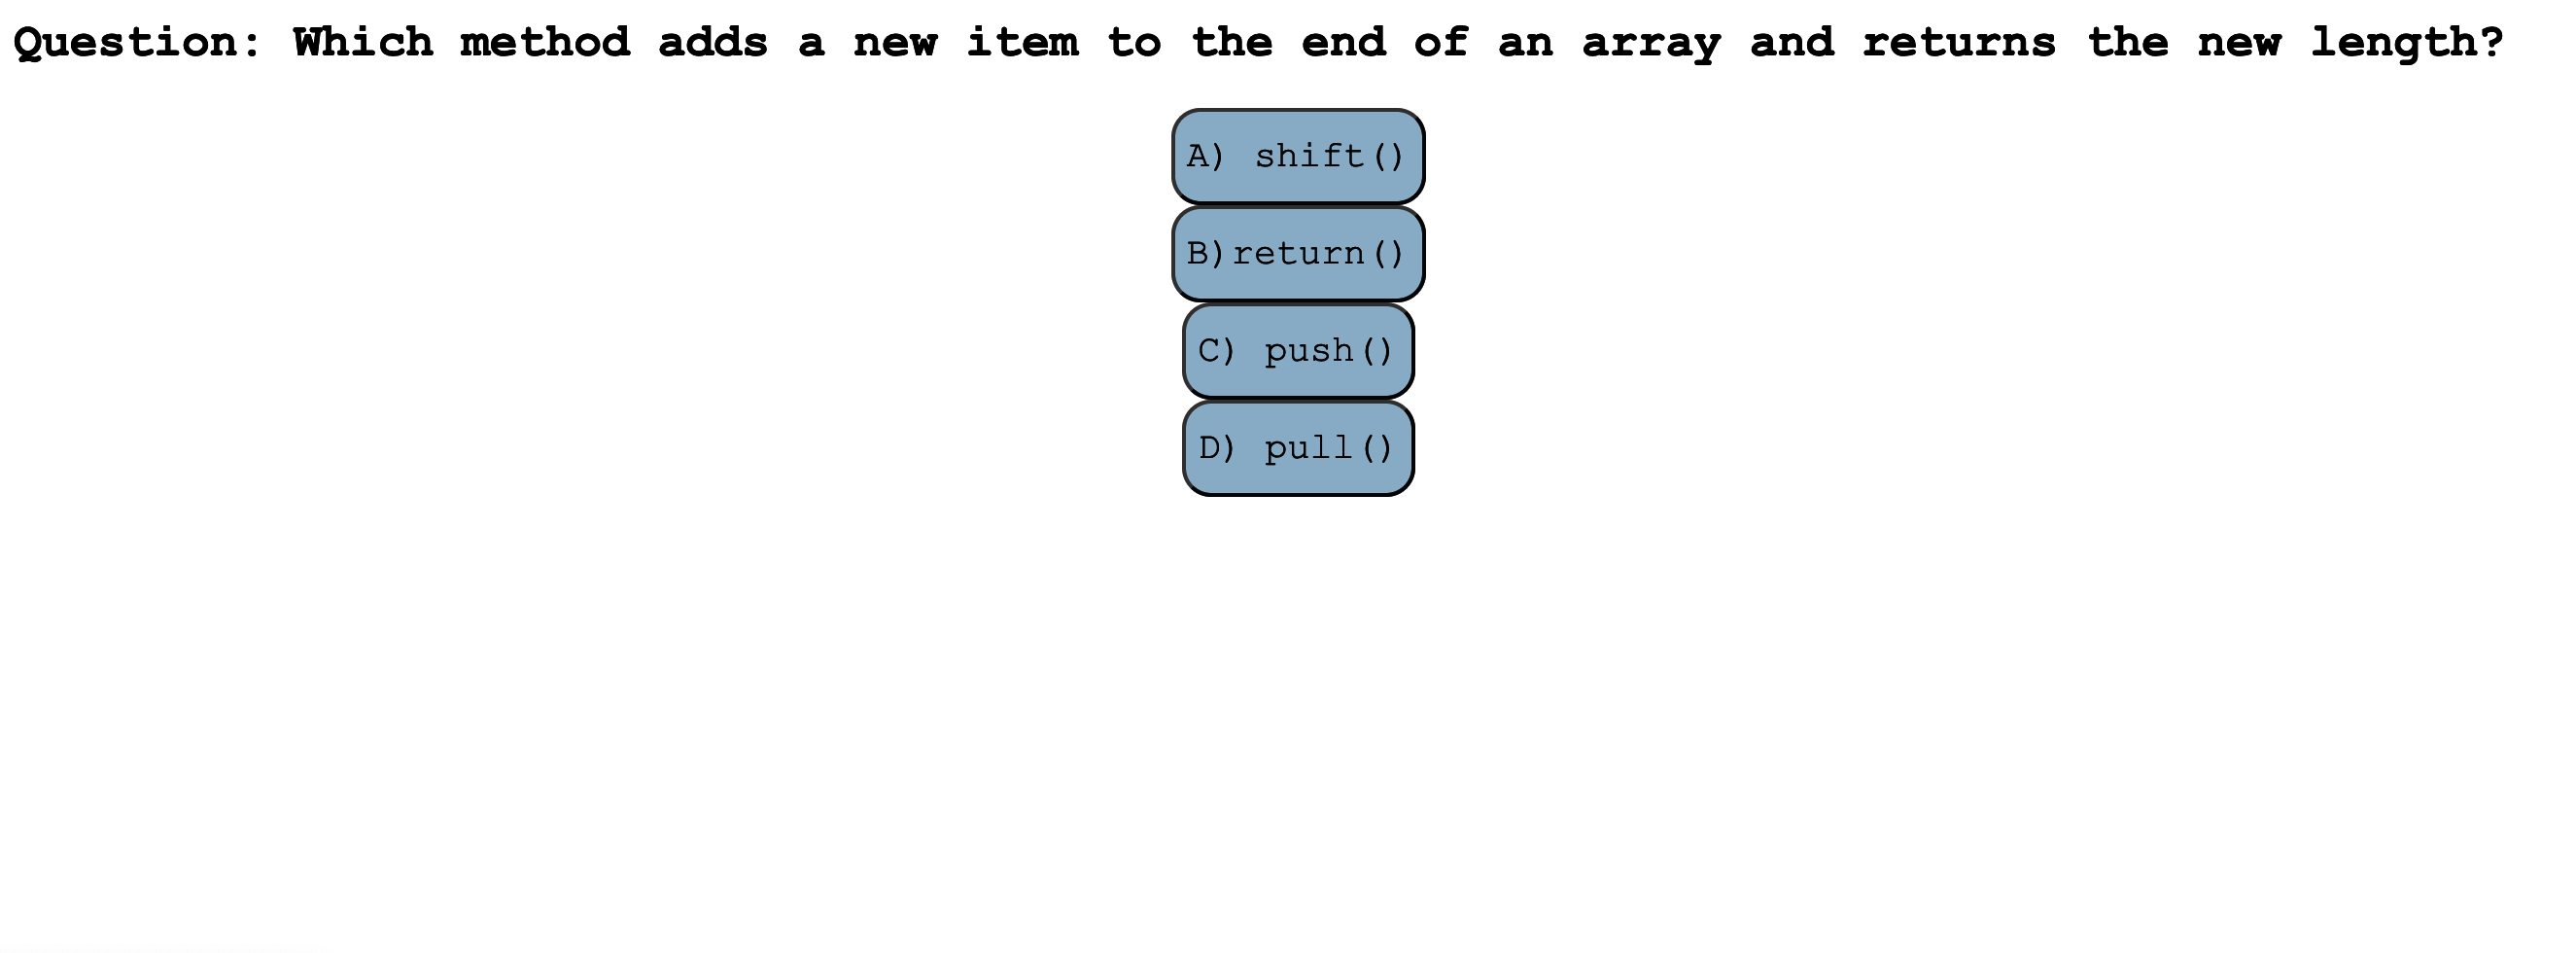 Question: Which method adds a new item to the end of an array and returns the new length?
A) shift()
B)return()
C) push()
D) pull()